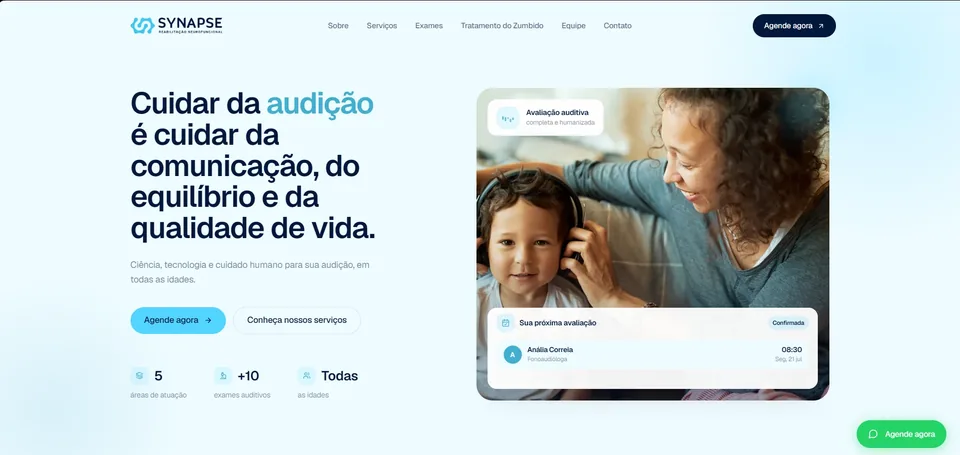 SYNAPSE
REABILITAÇÃO NEUROFUNCIONAL
Sobre Serviços Exames Tratamento do Zumbido Equipe Contato
Agende agora
Cuidar da audição
é cuidar da
comunicação, do
equilíbrio e da
qualidade de vida.
Ciência, tecnologia e cuidado humano para sua audição, em
todas as idades.
Agende agora
Conheça nossos serviços
5
áreas de atuação
+10
exames auditivos
Todas
as idades
Avaliação auditiva
completa e humanizada
Sua próxima avaliação
Confirmada
A
Anália Correia
Fonoaudióloga
08:30
Seg, 21 jul
Agende agora